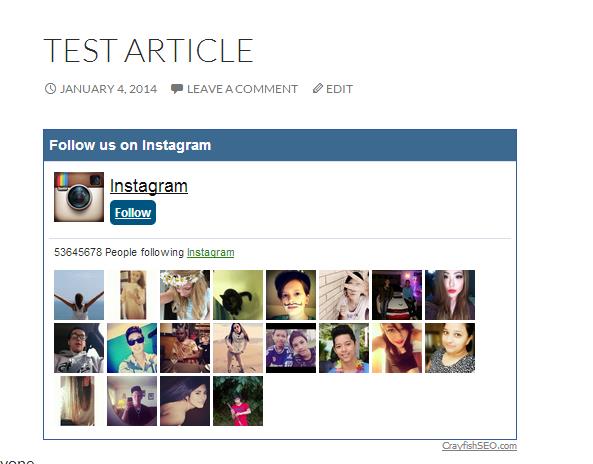 TEST ARTICLE
JANUARY 4, 2014 LEAVE A COMMENT EDIT
Follow us on Instagram
Instagram
Follow
53645678 People following Instagram
CrayfishSEO.com